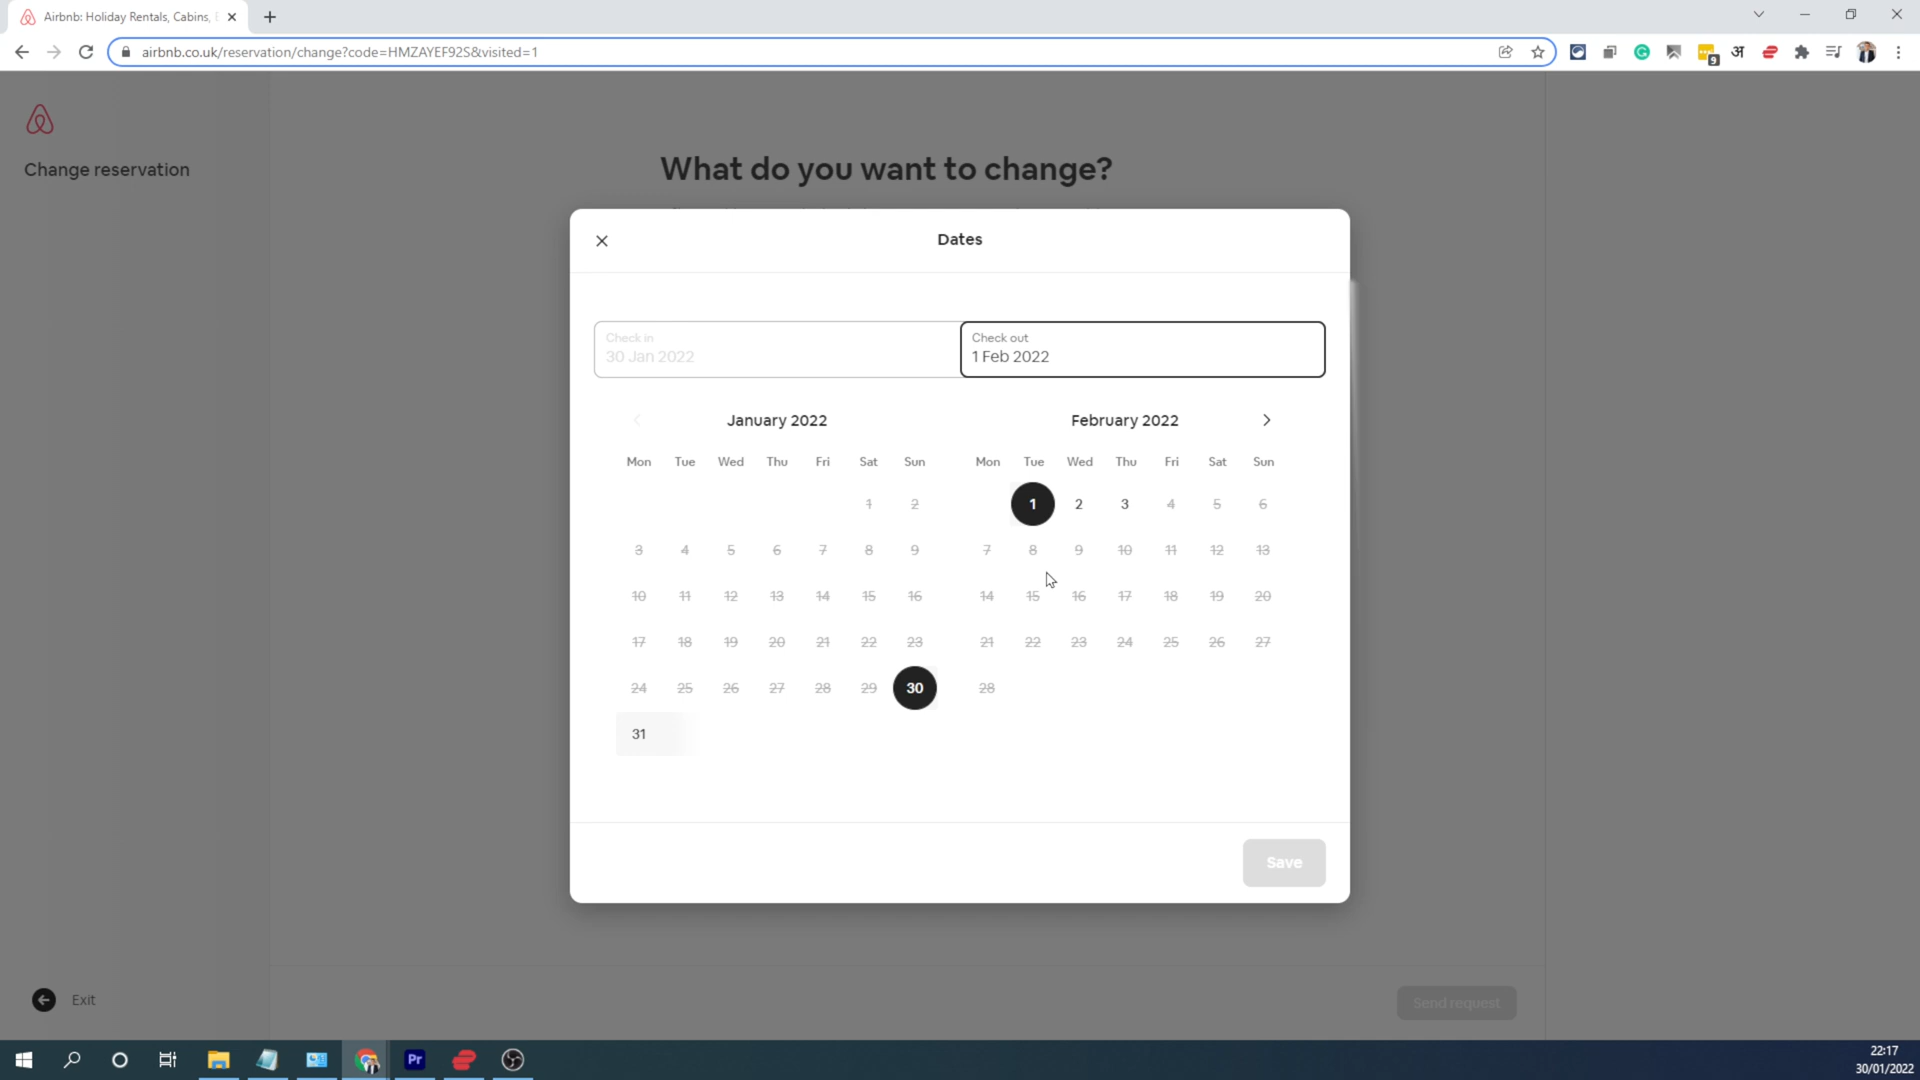 Airbnb: Holiday Rentals, Cabins,
airbnb.co.uk/reservation/change?code=HMZAYEF92S&visited=1
9
अ
Change reservation
What do you want to change?
Dates
Check in
30 Jan 2022
Check out
1 Feb 2022
January 2022
February 2022
Mon Tue Wed Thu Fri Sat Sun
Mon Tue Wed Thu Fri Sat Sun
1 2
1 2 3 4 5 6
3 4 5 6 7 8 9
7 8 9 10 11 12 13
10 11 12 13 14 15 16
14 15 16 17 18 19 20
17 18 19 20 21 22 23
21 22 23 24 25 26 27
24 25 26 27 28 29 30
28
31
Save
Exit
Send request
Pr
22:17
30/01/2022